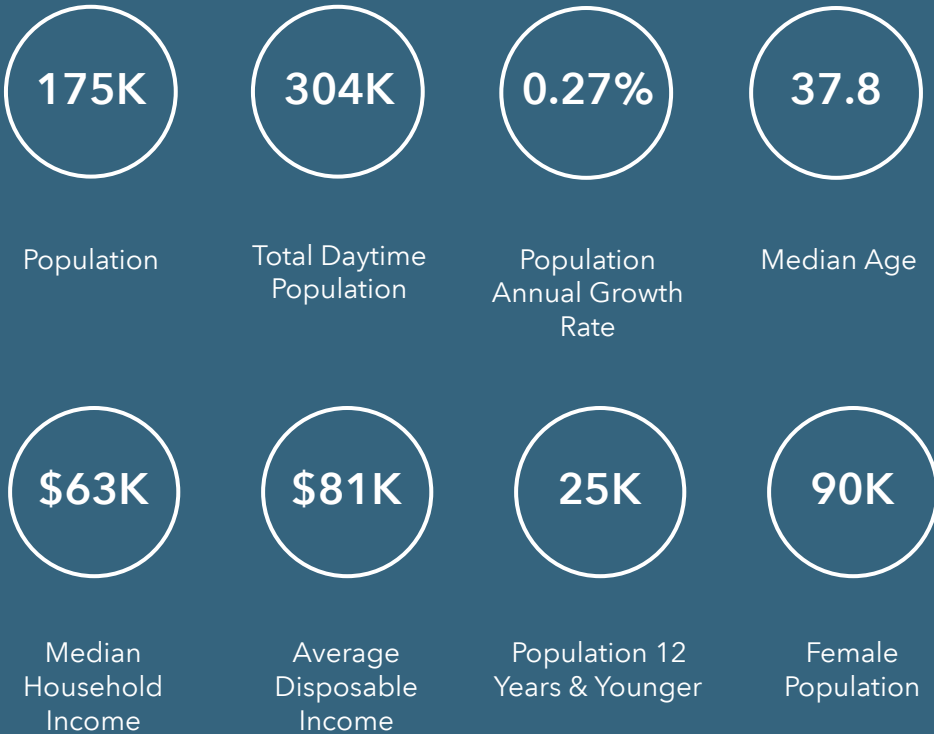 175K
304K
0.27%
37.8
Population
Total Daytime
Population
Population
Annual Growth
Rate
Median Age
$63K
$81K
25K
90K
Median
Household
Income
Average
Disposable
Income
Population 12
Years & Younger
Female
Population